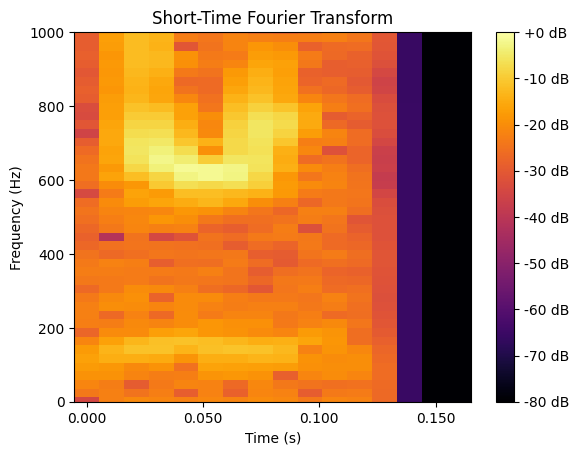 Short-Time Fourier Transform
1000
800
600
400
200
0
Frequency (Hz)
0.000
0.050
0.100
0.150
Time (s)
+0 dB
-10 dB
-20 dB
-30 dB
-40 dB
-50 dB
-60 dB
-70 dB
-80 dB